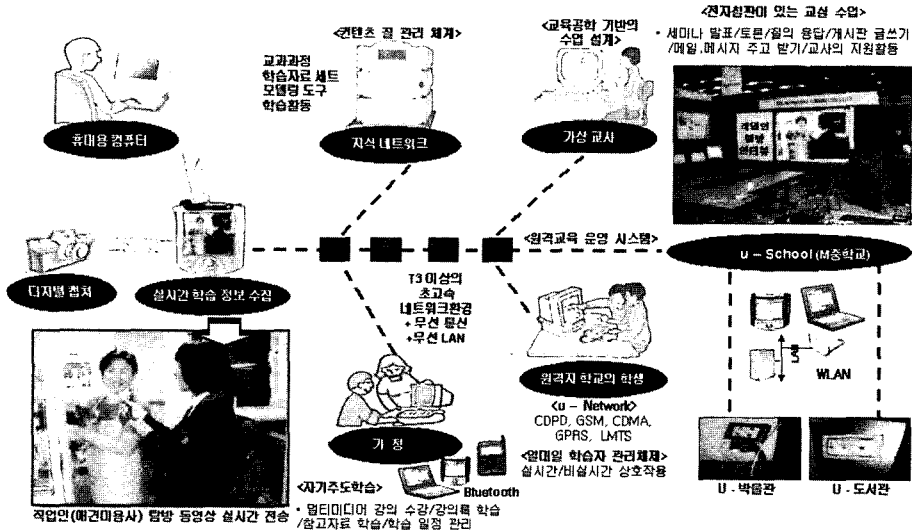 <전자칠판이 있는 교실 수업>
• 세미나 발표/토론/질의 응답/게시판 글쓰기
/메일,메시지 주고 받기/교사의 지원활동
<컨텐츠 질 관리 체계>
교과과정
학습자료 세트
모델링 도구
학습활동
<교육공학 기반의
수업 설계>
휴대용 컴퓨터
지식 네트워크
가상 교사
디지털 캡쳐
실시간 학습 정보 수집
<원격교육 운영 시스템>
u - School (M중학교)
T3 이상의
초고속
네트워크환경
+ 무선 통신
+무선 LAN
원격지 학교의 학생
<u - Network>
CDPD, GSM, CDMA,
GPRS, LMTS
<열매일 학습자 관리체제>
실시간/비실시간 상호작용
LAN
WLAN
가 정
Bluetooth
<자기주도학습>
• 멀티미디어 강의 수강/강의록 학습
/참고자료 학습/학습 일정 관리
직업인(애견미용사) 탐방 동영상 실시간 전송
U - 박물관
U - 도서관